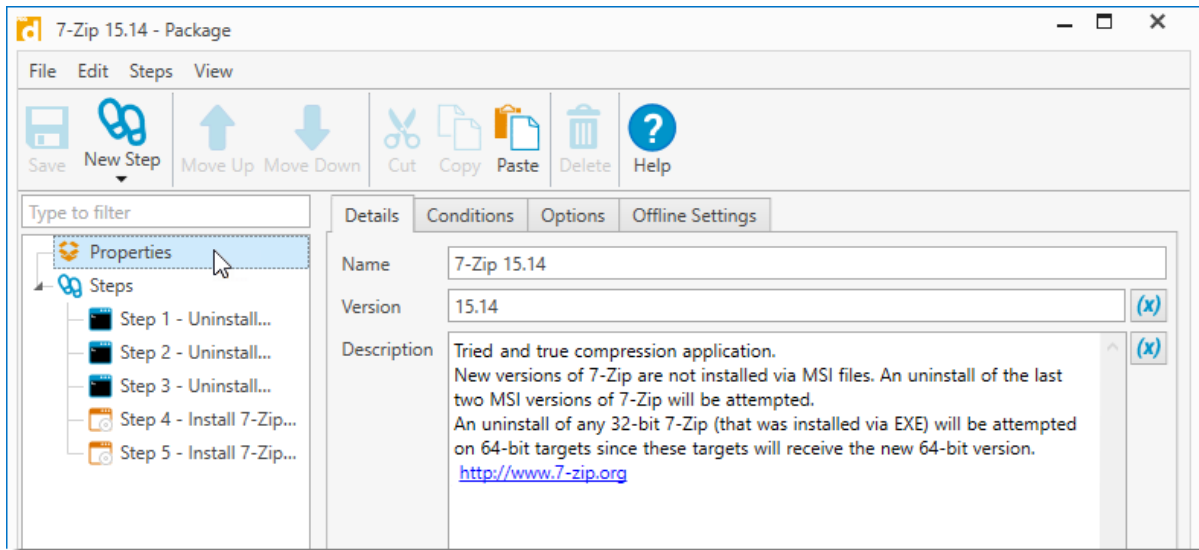 7-Zip 15.14 - Package
File Edit Steps View
Save New Step Move Up Move Down Cut Copy Paste Delete Help
Type to filter
Details Conditions Options Offline Settings
Properties
Steps
Step 1 - Uninstall...
Step 2 - Uninstall...
Step 3 - Uninstall...
Step 4 - Install 7-Zip...
Step 5 - Install 7-Zip...
Name 7-Zip 15.14
Version 15.14 (x)
Description (x)
Tried and true compression application.
New versions of 7-Zip are not installed via MSI files. An uninstall of the last
two MSI versions of 7-Zip will be attempted.
An uninstall of any 32-bit 7-Zip (that was installed via EXE) will be attempted
on 64-bit targets since these targets will receive the new 64-bit version.
http://www.7-zip.org